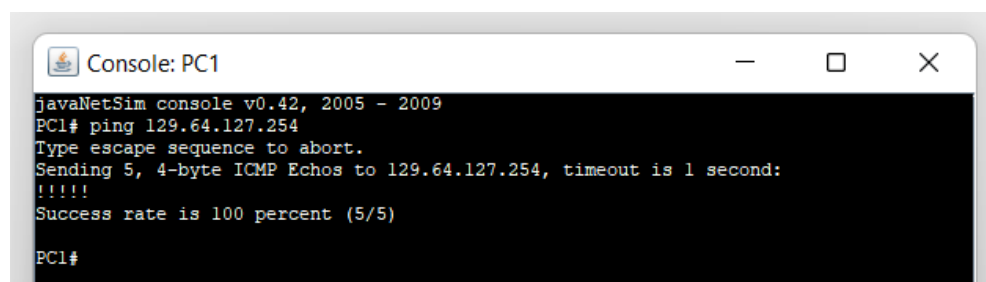 Console: PC1
javaNetSim console v0.42, 2005 - 2009
PC1# ping 129.64.127.254
Type escape sequence to abort.
Sending 5, 4-byte ICMP Echos to 129.64.127.254, timeout is 1 second:
!!!!!
Success rate is 100 percent (5/5)
PC1#